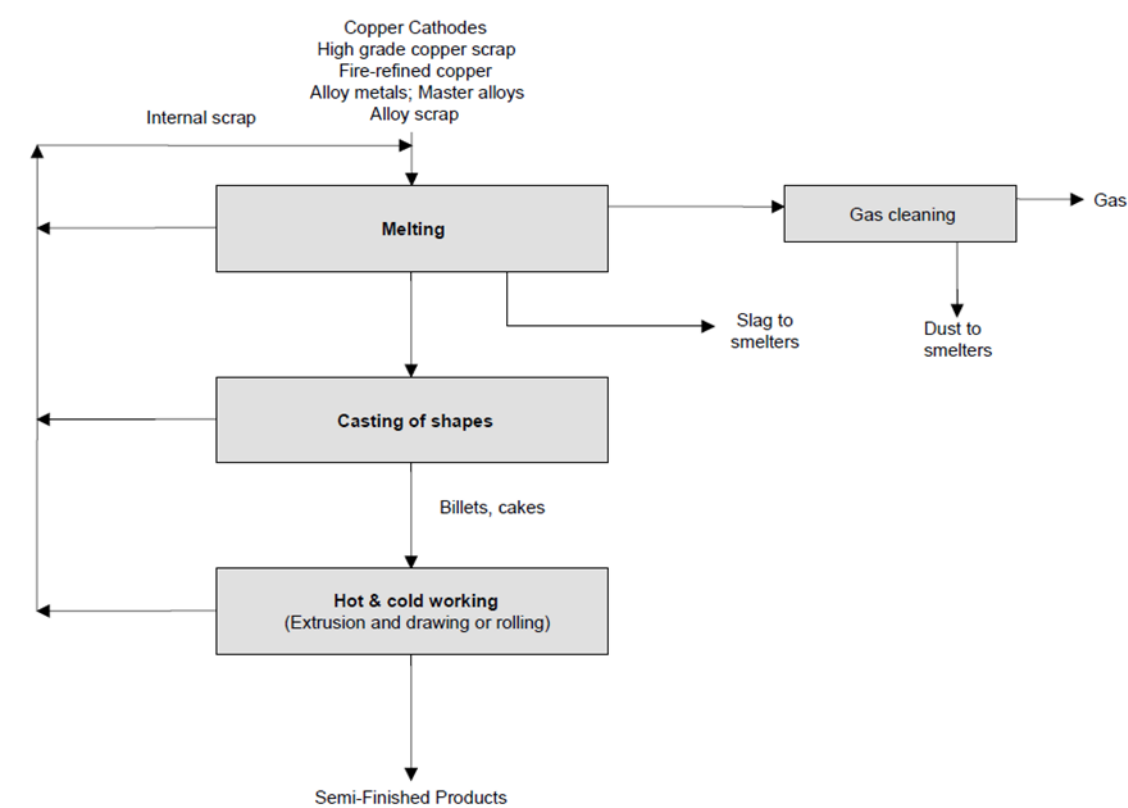 Copper Cathodes
High grade copper scrap
Fire-refined copper
Alloy metals; Master alloys
Alloy scrap
Internal scrap
Melting
Gas cleaning
Gas
Slag to
smelters
Dust to
smelters
Casting of shapes
Billets, cakes
Hot & cold working
(Extrusion and drawing or rolling)
Semi-Finished Products